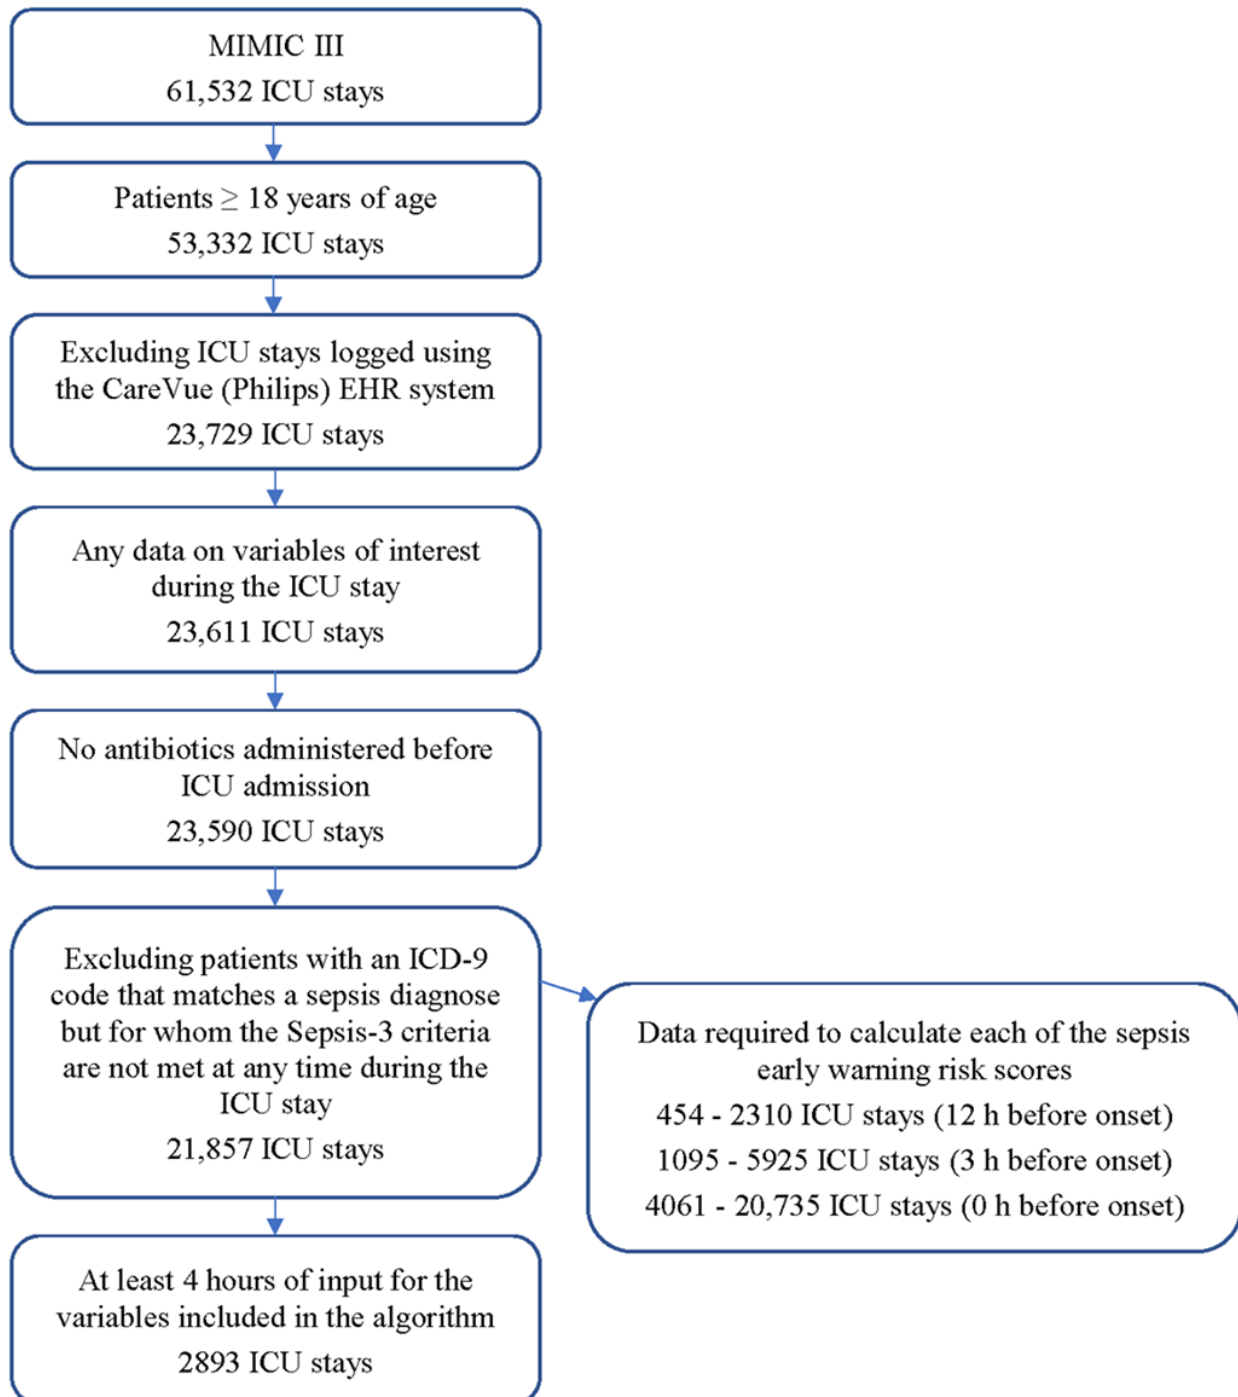 MIMIC III
61,532 ICU stays
Patients ≥ 18 years of age
53,332 ICU stays
Excluding ICU stays logged using
the CareVue (Philips) EHR system
23,729 ICU stays
Any data on variables of interest
during the ICU stay
23,611 ICU stays
No antibiotics administered before
ICU admission
23,590 ICU stays
Excluding patients with an ICD-9
code that matches a sepsis diagnose
but for whom the Sepsis-3 criteria
are not met at any time during the
ICU stay
21,857 ICU stays
Data required to calculate each of the sepsis
early warning risk scores
454 - 2310 ICU stays (12 h before onset)
1095 - 5925 ICU stays (3 h before onset)
4061 - 20,735 ICU stays (0 h before onset)
At least 4 hours of input for the
variables included in the algorithm
2893 ICU stays